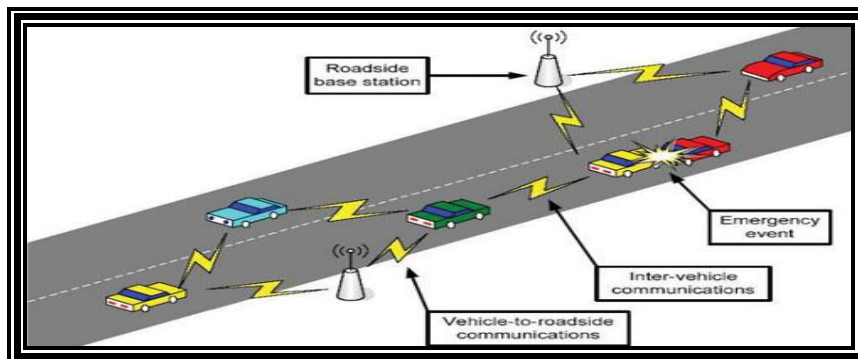 Roadside
base station
Emergency
event
Inter-vehicle
communications
Vehicle-to-roadside
communications